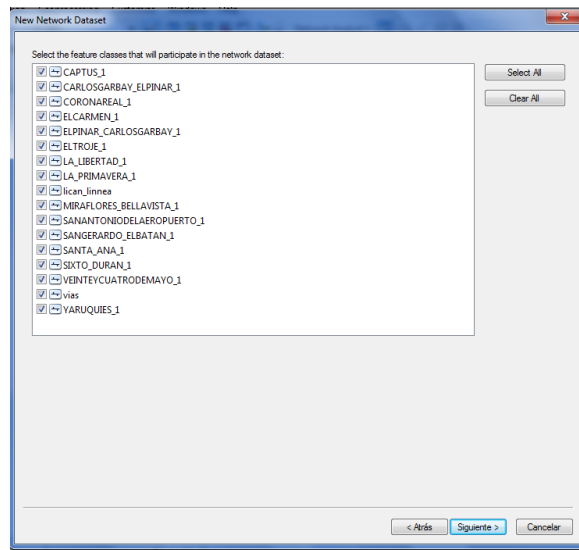 New Network Dataset
Select the feature classes that will participate in the network dataset:
CAPTUS_1
CARLOSGARBAY_ELPINAR_1
CORONAREAL_1
ELCARMEN_1
ELPINAR_CARLOSGARBAY_1
ELTROJE_1
LA_LIBERTAD_1
LA_PRIMAVERA_1
lican_linnea
MIRAFLORES_BELLAVISTA_1
SANANTONIODELAEROPUERTO_1
SANGERARDO_ELBATAN_1
SANTA_ANA_1
SIXTO_DURAN_1
VEINTEYCUATRODEMAYO_1
vias
YARUQUIES_1
Select All
Clear All
< Atrás
Siguiente >
Cancelar